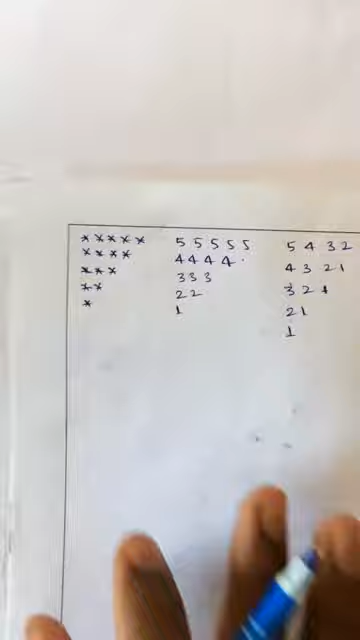 * * * * *
* * * *
* * *
* *
*
5 5 5 5 5
4 4 4 4
3 3 3
2 2
1
5 4 3 2
4 3 2 1
3 2 1
2 1
1